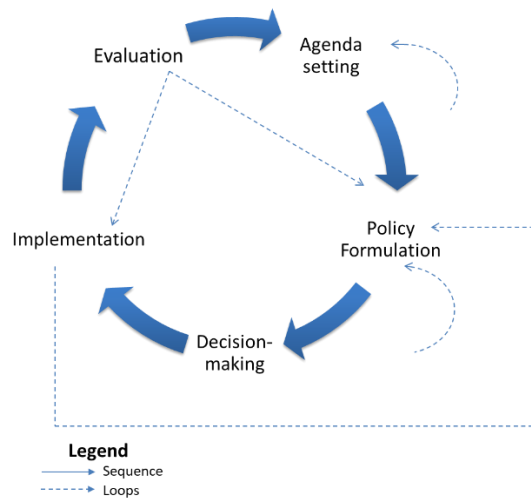 Evaluation
Agenda
setting
Implementation
Policy
Formulation
Decision-
making
Legend
Sequence
Loops